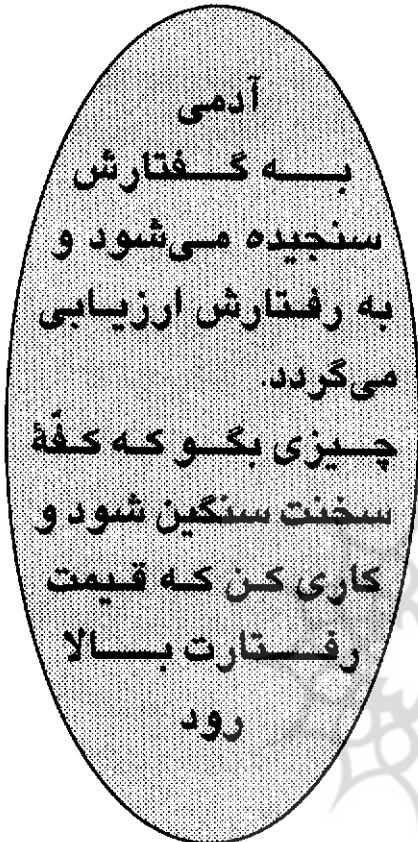 آدمی
به گفتارش
سنجیده می‌شود و
به رفتارش ارزیابی
می‌گردد.
چیزی بگو که کفّهٔ
سخنت سنگین شود و
کاری کن که قیمت
رفتارت بالا
رود